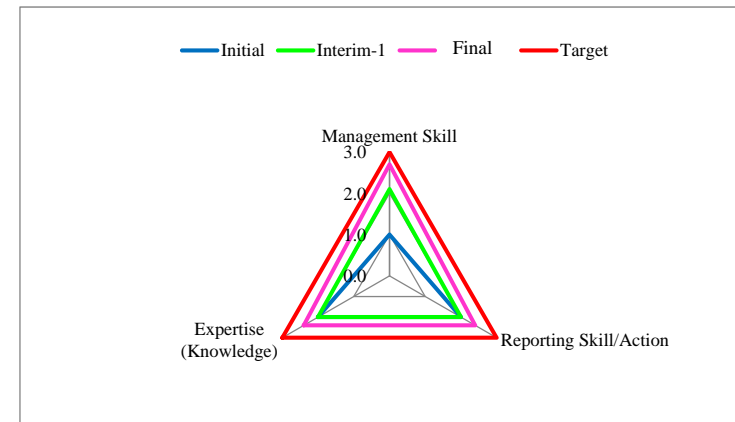 Initial Interim-1 Final Target
Management Skill
3.0
2.0
1.0
0.0
Expertise
(Knowledge)
Reporting Skill/Action